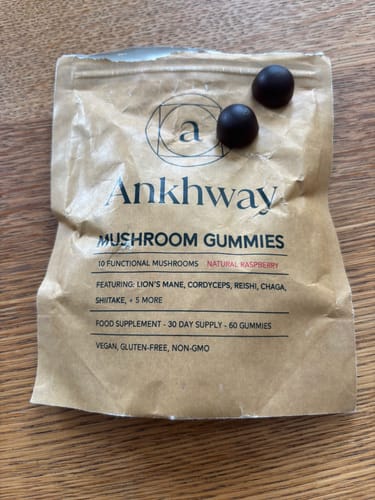 a
Ankhway
MUSHROOM GUMMIES
10 FUNCTIONAL MUSHROOMS NATURAL RASPBERRY
FEATURING: LION'S MANE, CORDYCEPS, REISHI, CHAGA,
SHIITAKE, + 5 MORE
FOOD SUPPLEMENT - 30 DAY SUPPLY - 60 GUMMIES
VEGAN, GLUTEN-FREE, NON-GMO